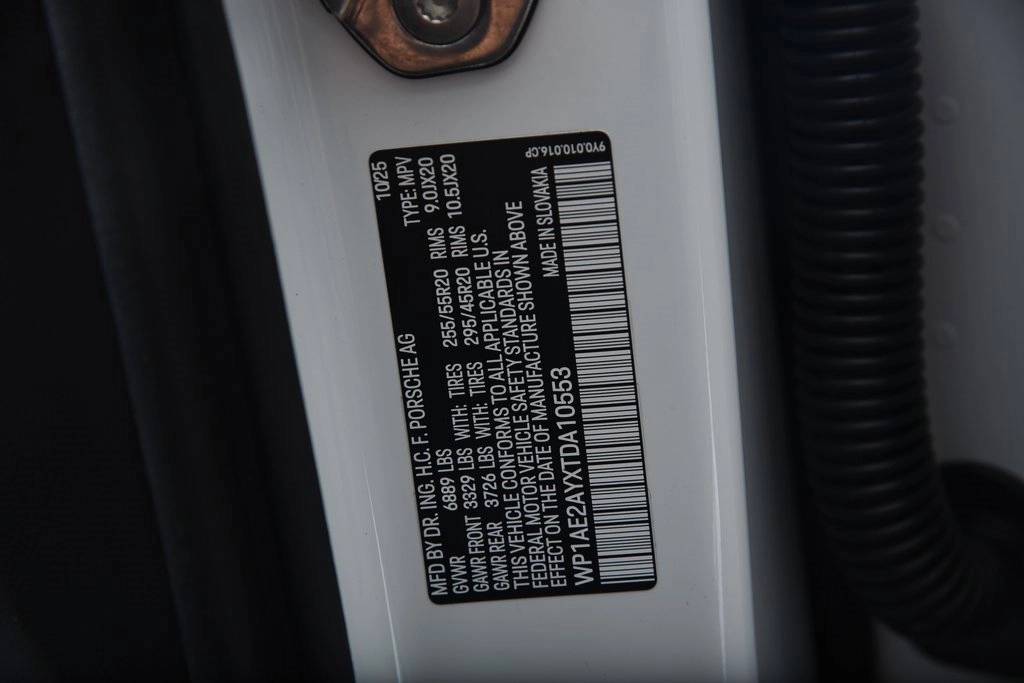 MFD BY DR. ING. H.C. F. PORSCHE AG 10/25
GVWR 6889 LBS TYPE: MPV
GAWR FRONT 3329 LBS WITH: TIRES 255/55R20 RIMS 9.0JX20
GAWR REAR 3726 LBS WITH: TIRES 295/45R20 RIMS 10.5JX20
THIS VEHICLE CONFORMS TO ALL APPLICABLE U.S.
FEDERAL MOTOR VEHICLE SAFETY STANDARDS IN
EFFECT ON THE DATE OF MANUFACTURE SHOWN ABOVE
WP1AE2AYXTDA10553 MADE IN SLOVAKIA
9Y0.010.016.CP